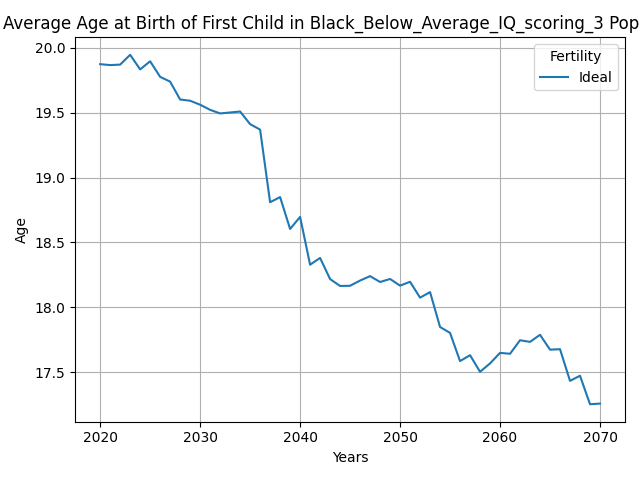 Average Age at Birth of First Child in Black_Below_Average_IQ_scoring_3 Pop
Fertility
Ideal
Age
20.0
19.5
19.0
18.5
18.0
17.5
2020 2030 2040 2050 2060 2070
Years